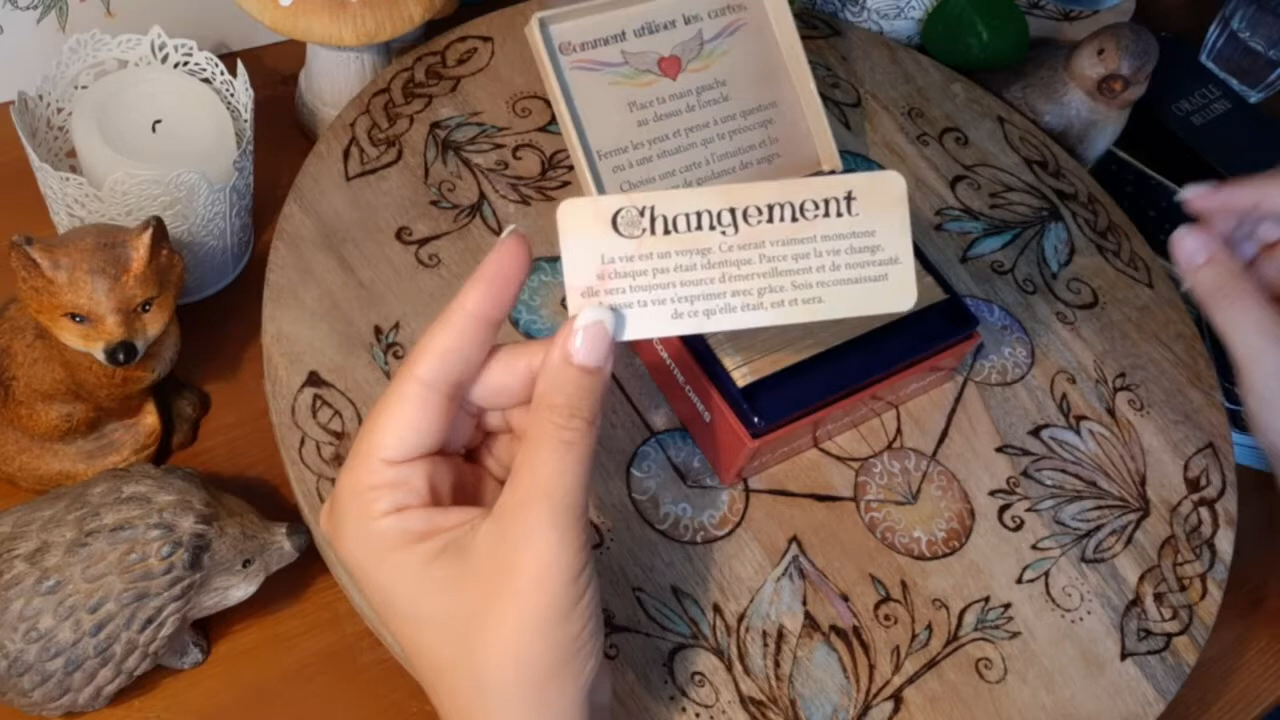 Comment utiliser les cartes
Place ta main gauche
au-dessus de l'oracle.
Ferme les yeux et pense à une question
ou à une situation qui te préoccupe.
Choisis une carte à l'intuition et lis
de guidance des anges.
ORACLE
BELLINE
Changement
La vie est un voyage. Ce serait vraiment monotone
si chaque pas était identique. Parce que la vie change,
elle sera toujours source d'émerveillement et de nouveauté.
ta vie s'exprimer avec grâce. Sois reconnaissant
de ce qu'elle était, est et sera.
CONTRE-DIRES